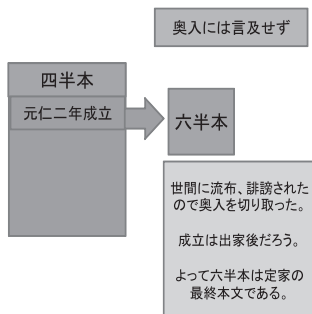 奥入には言及せず
四半本
元仁二年成立
六半本
世間に流布、誹謗された
ので奥入を切り取った。
成立は出家後だろう。
よって六半本は定家の
最終本文である。